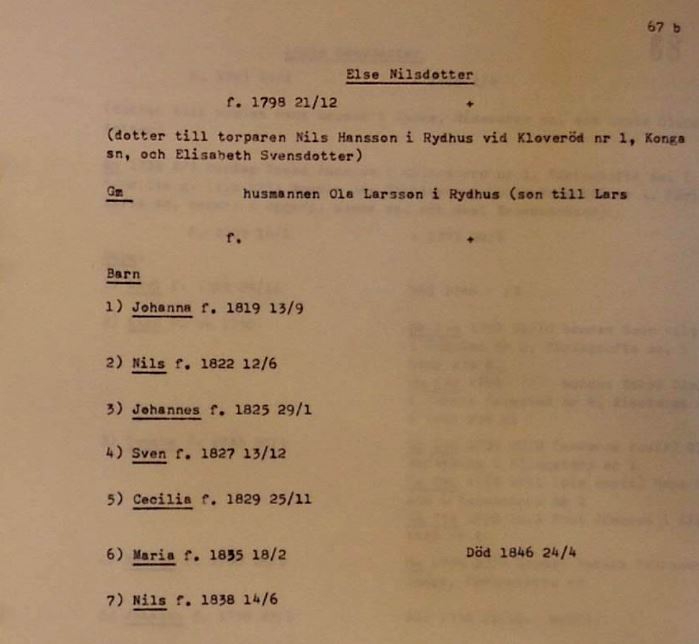 67 b
Else Nilsdotter
f. 1798 21/12 +
(dotter till torparen Nils Hansson i Rydhus vid Kloveröd nr 1, Konga
sn, och Elisabeth Svensdotter)
Gm husmannen Ola Larsson i Rydhus (son till Lars
f. +
Barn
1) Johanna f. 1819 13/9
2) Nils f. 1822 12/6
3) Johannes f. 1825 29/1
4) Sven f. 1827 13/12
5) Cecilia f. 1829 25/11
6) Maria f. 1835 18/2 Död 1846 24/4
7) Nils f. 1838 14/6